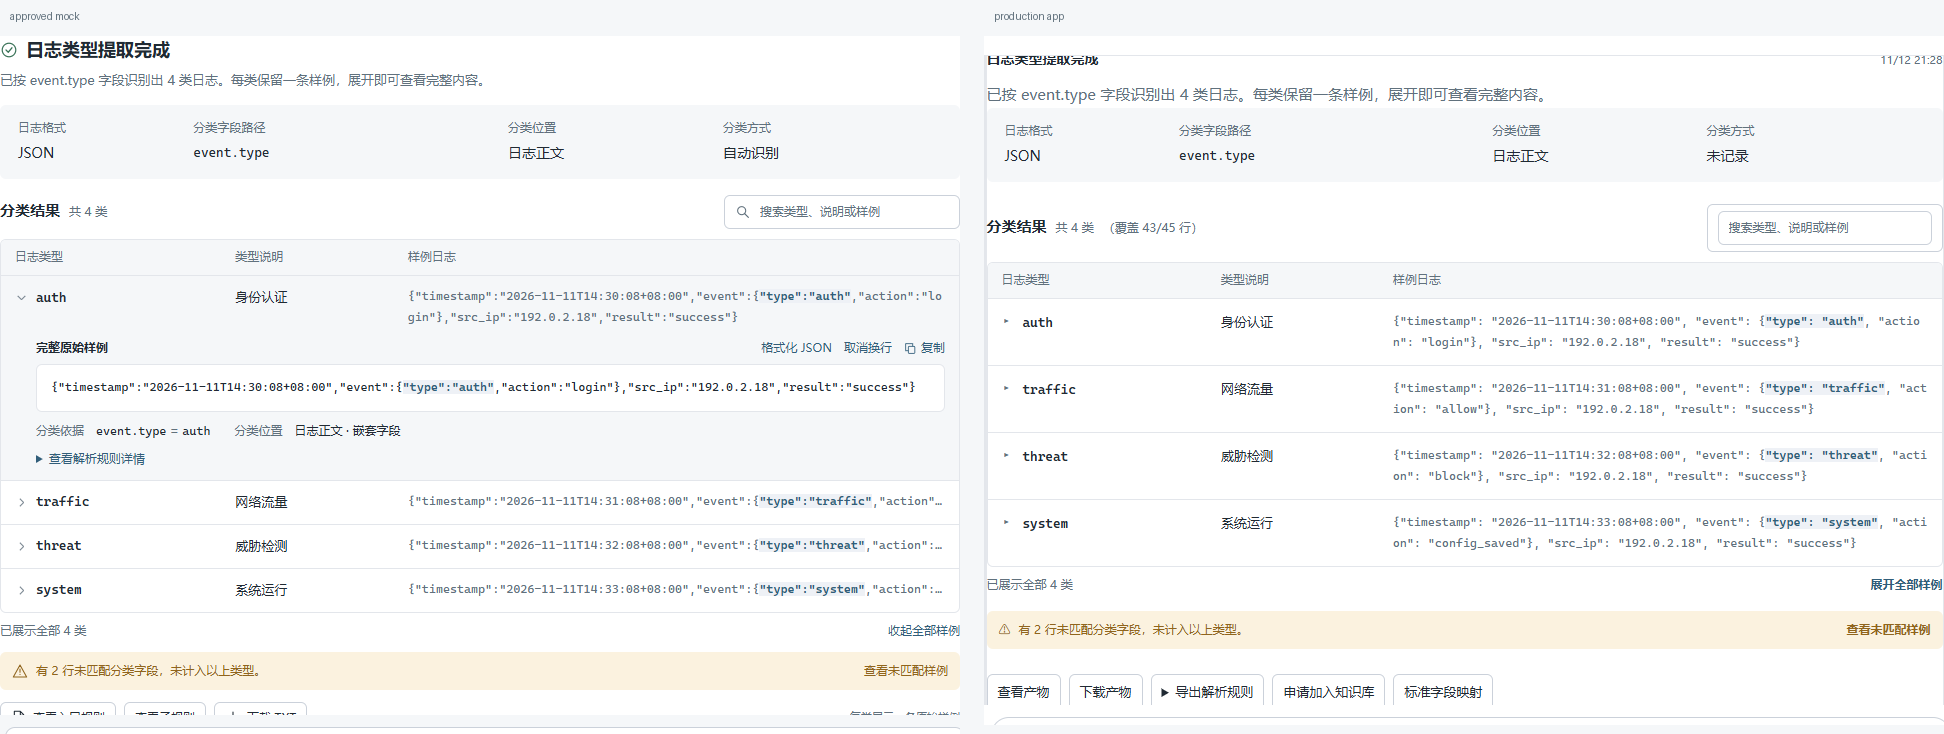 approved mock
日志类型提取完成
已按 event.type 字段识别出 4 类日志。每类保留一条样例，展开即可查看完整内容。
日志格式 分类字段路径 分类位置 分类方式
JSON event.type 日志正文 自动识别
分类结果 共 4 类 搜索类型、说明或样例
日志类型 类型说明 样例日志
auth 身份认证 {"timestamp":"2026-11-11T14:30:08+08:00","event":{"type":"auth","action":"lo
gin"},"src_ip":"192.0.2.18","result":"success"}
完整原始样例 格式化 JSON 取消换行 复制
{"timestamp":"2026-11-11T14:30:08+08:00","event":{"type":"auth","action":"login"},"src_ip":"192.0.2.18","result":"success"}
分类依据 event.type = auth 分类位置 日志正文 · 嵌套字段
▶ 查看解析规则详情
traffic 网络流量 {"timestamp":"2026-11-11T14:31:08+08:00","event":{"type":"traffic","action"…
threat 威胁检测 {"timestamp":"2026-11-11T14:32:08+08:00","event":{"type":"threat","action":…
system 系统运行 {"timestamp":"2026-11-11T14:33:08+08:00","event":{"type":"system","action":…
已展示全部 4 类 收起全部样例
有 2 行未匹配分类字段，未计入以上类型。 查看未匹配样例
production app
日志类型提取完成 11/12 21:28
已按 event.type 字段识别出 4 类日志。每类保留一条样例，展开即可查看完整内容。
日志格式 分类字段路径 分类位置 分类方式
JSON event.type 日志正文 未记录
分类结果 共 4 类 （覆盖 43/45 行） 搜索类型、说明或样例
日志类型 类型说明 样例日志
auth 身份认证 {"timestamp": "2026-11-11T14:30:08+08:00", "event": {"type": "auth", "actio
n": "login"}, "src_ip": "192.0.2.18", "result": "success"}
traffic 网络流量 {"timestamp": "2026-11-11T14:31:08+08:00", "event": {"type": "traffic", "act
ion": "allow"}, "src_ip": "192.0.2.18", "result": "success"}
threat 威胁检测 {"timestamp": "2026-11-11T14:32:08+08:00", "event": {"type": "threat", "acti
on": "block"}, "src_ip": "192.0.2.18", "result": "success"}
system 系统运行 {"timestamp": "2026-11-11T14:33:08+08:00", "event": {"type": "system", "acti
on": "config_saved"}, "src_ip": "192.0.2.18", "result": "success"}
已展示全部 4 类 展开全部样例
有 2 行未匹配分类字段，未计入以上类型。 查看未匹配样例
查看产物 下载产物 ▶ 导出解析规则 申请加入知识库 标准字段映射